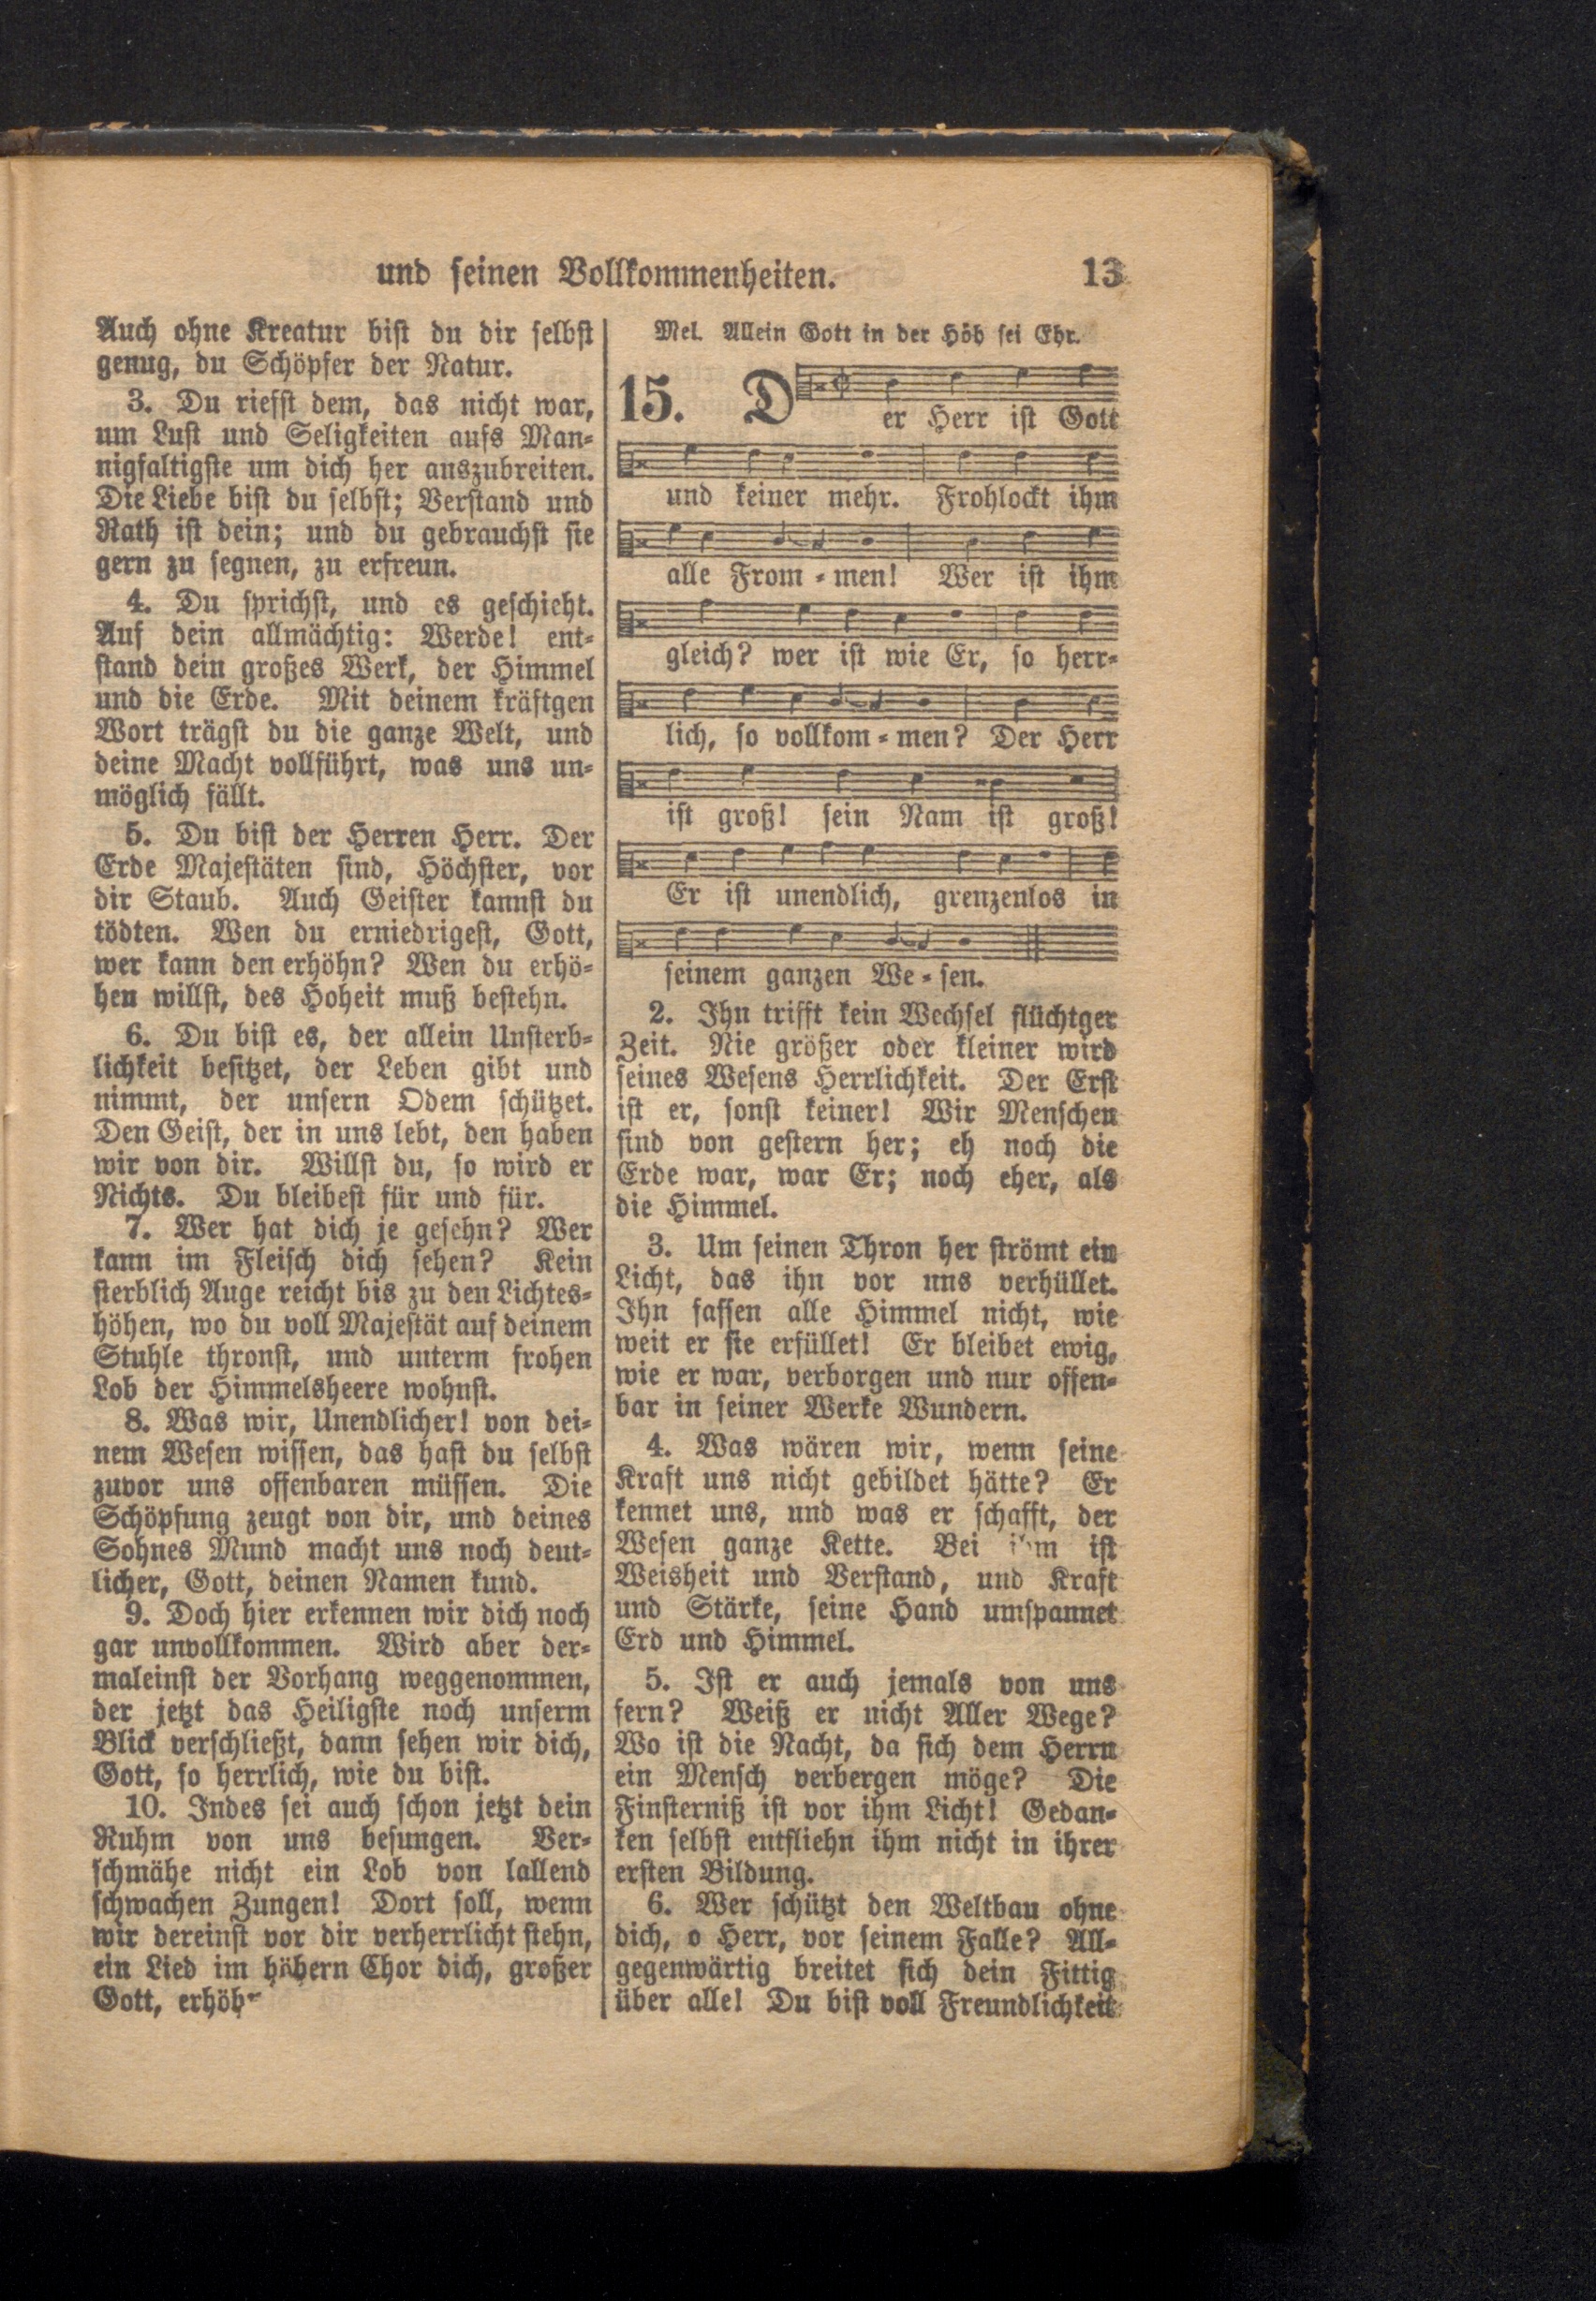 und seinen Vollkommenheiten. 13
Auch ohne Kreatur bist du dir selbst
genug, du Schöpfer der Natur.
3. Du riefst dem, das nicht war,
um Lust und Seligkeiten aufs Man-
nigfaltigste um dich her auszubreiten.
Die Liebe bist du selbst; Verstand und
Rath ist dein; und du gebrauchst sie
gern zu segnen, zu erfreun.
4. Du sprichst, und es geschieht.
Auf dein allmächtig: Werde! ent-
stand dein großes Werk, der Himmel
und die Erde. Mit deinem kräftgen
Wort trägst du die ganze Welt, und
deine Macht vollführt, was uns un-
möglich fällt.
5. Du bist der Herren Herr. Der
Erde Majestäten sind, Höchster, vor
dir Staub. Auch Geister kannst du
tödten. Wen du erniedrigest, Gott,
wer kann den erhöhn? Wen du erhö-
hen willst, des Hoheit muß bestehn.
6. Du bist es, der allein Unsterb-
lichkeit besitzet, der Leben gibt und
nimmt, der unsern Odem schützet.
Den Geist, der in uns lebt, den haben
wir von dir. Willst du, so wird er
Nichts. Du bleibest für und für.
7. Wer hat dich je gesehn? Wer
kann im Fleisch dich sehen? Kein
sterblich Auge reicht bis zu den Lichtes-
höhen, wo du voll Majestät auf deinem
Stuhle thronst, und unterm frohen
Lob der Himmelsheere wohnst.
8. Was wir, Unendlicher! von dei-
nem Wesen wissen, das hast du selbst
zuvor uns offenbaren müssen. Die
Schöpfung zeugt von dir, und deines
Sohnes Mund macht uns noch deut-
licher, Gott, deinen Namen kund.
9. Doch hier erkennen wir dich noch
gar unvollkommen. Wird aber der-
maleinst der Vorhang weggenommen,
der jetzt das Heiligste noch unserm
Blick verschließt, dann sehen wir dich,
Gott, so herrlich, wie du bist.
10. Indes sei auch schon jetzt dein
Ruhm von uns besungen. Ver-
schmähe nicht ein Lob von lallend
schwachen Zungen! Dort soll, wenn
wir dereinst vor dir verherrlicht stehn,
ein Lied im höhern Chor dich, großer
Gott,
Mel. Allein Gott in der Höh sei Ehr.
15. Der Herr ist Gott
und keiner mehr. Frohlockt ihm
alle From-men! Wer ist ihm
gleich? wer ist wie Er, so herr-
lich, so vollkom-men? Der Herr
ist groß! sein Nam ist groß!
Er ist unendlich, grenzenlos in
seinem ganzen We-sen.
2. Ihn trifft kein Wechsel flüchtger
Zeit. Nie größer oder kleiner wird
seines Wesens Herrlichkeit. Der Erst
ist er, sonst keiner! Wir Menschen
sind von gestern her; eh noch die
Erde war, war Er; noch eher, als
die Himmel.
3. Um seinen Thron her strömt ein
Licht, das ihn vor uns verhüllet.
Ihn fassen alle Himmel nicht, wie
weit er sie erfüllet! Er bleibet ewig,
wie er war, verborgen und nur offen-
bar in seiner Werke Wundern.
4. Was wären wir, wenn seine
Kraft uns nicht gebildet hätte? Er
kennet uns, und was er schafft, der
Wesen ganze Kette. Bei ihm ist
Weisheit und Verstand, und Kraft
und Stärke, seine Hand umspannet
Erd und Himmel.
5. Ist er auch jemals von uns
fern? Weiß er nicht Aller Wege?
Wo ist die Nacht, da sich dem Herrn
ein Mensch verbergen möge? Die
Finsterniß ist vor ihm Licht! Gedan-
ken selbst entfliehn ihm nicht in ihrer
ersten Bildung.
6. Wer schützt den Weltbau ohne
dich, o Herr, vor seinem Falle? All-
gegenwärtig breitet sich dein Fittig
über alle! Du bist voll Freundlichkeit